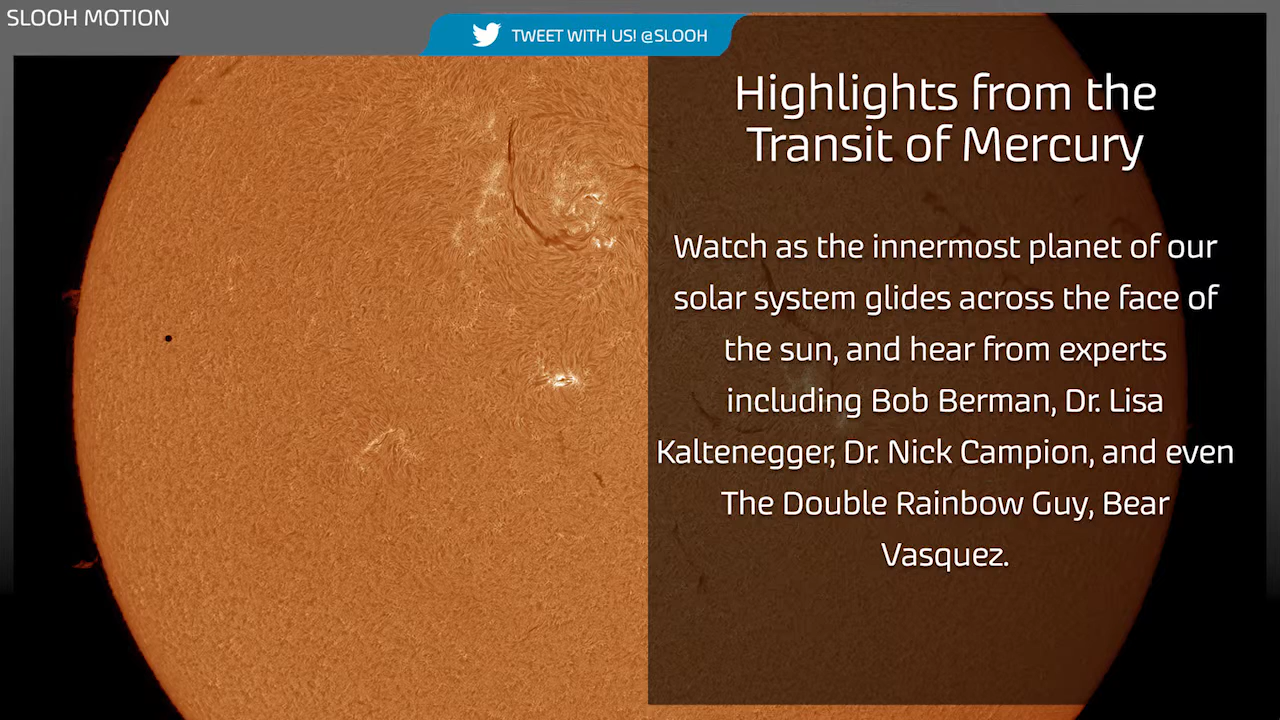 SLOOH MOTION
TWEET WITH US! @SLOOH
Highlights from the
Transit of Mercury
Watch as the innermost planet of our
solar system glides across the face of
the sun, and hear from experts
including Bob Berman, Dr. Lisa
Kaltenegger, Dr. Nick Campion, and even
The Double Rainbow Guy, Bear
Vasquez.